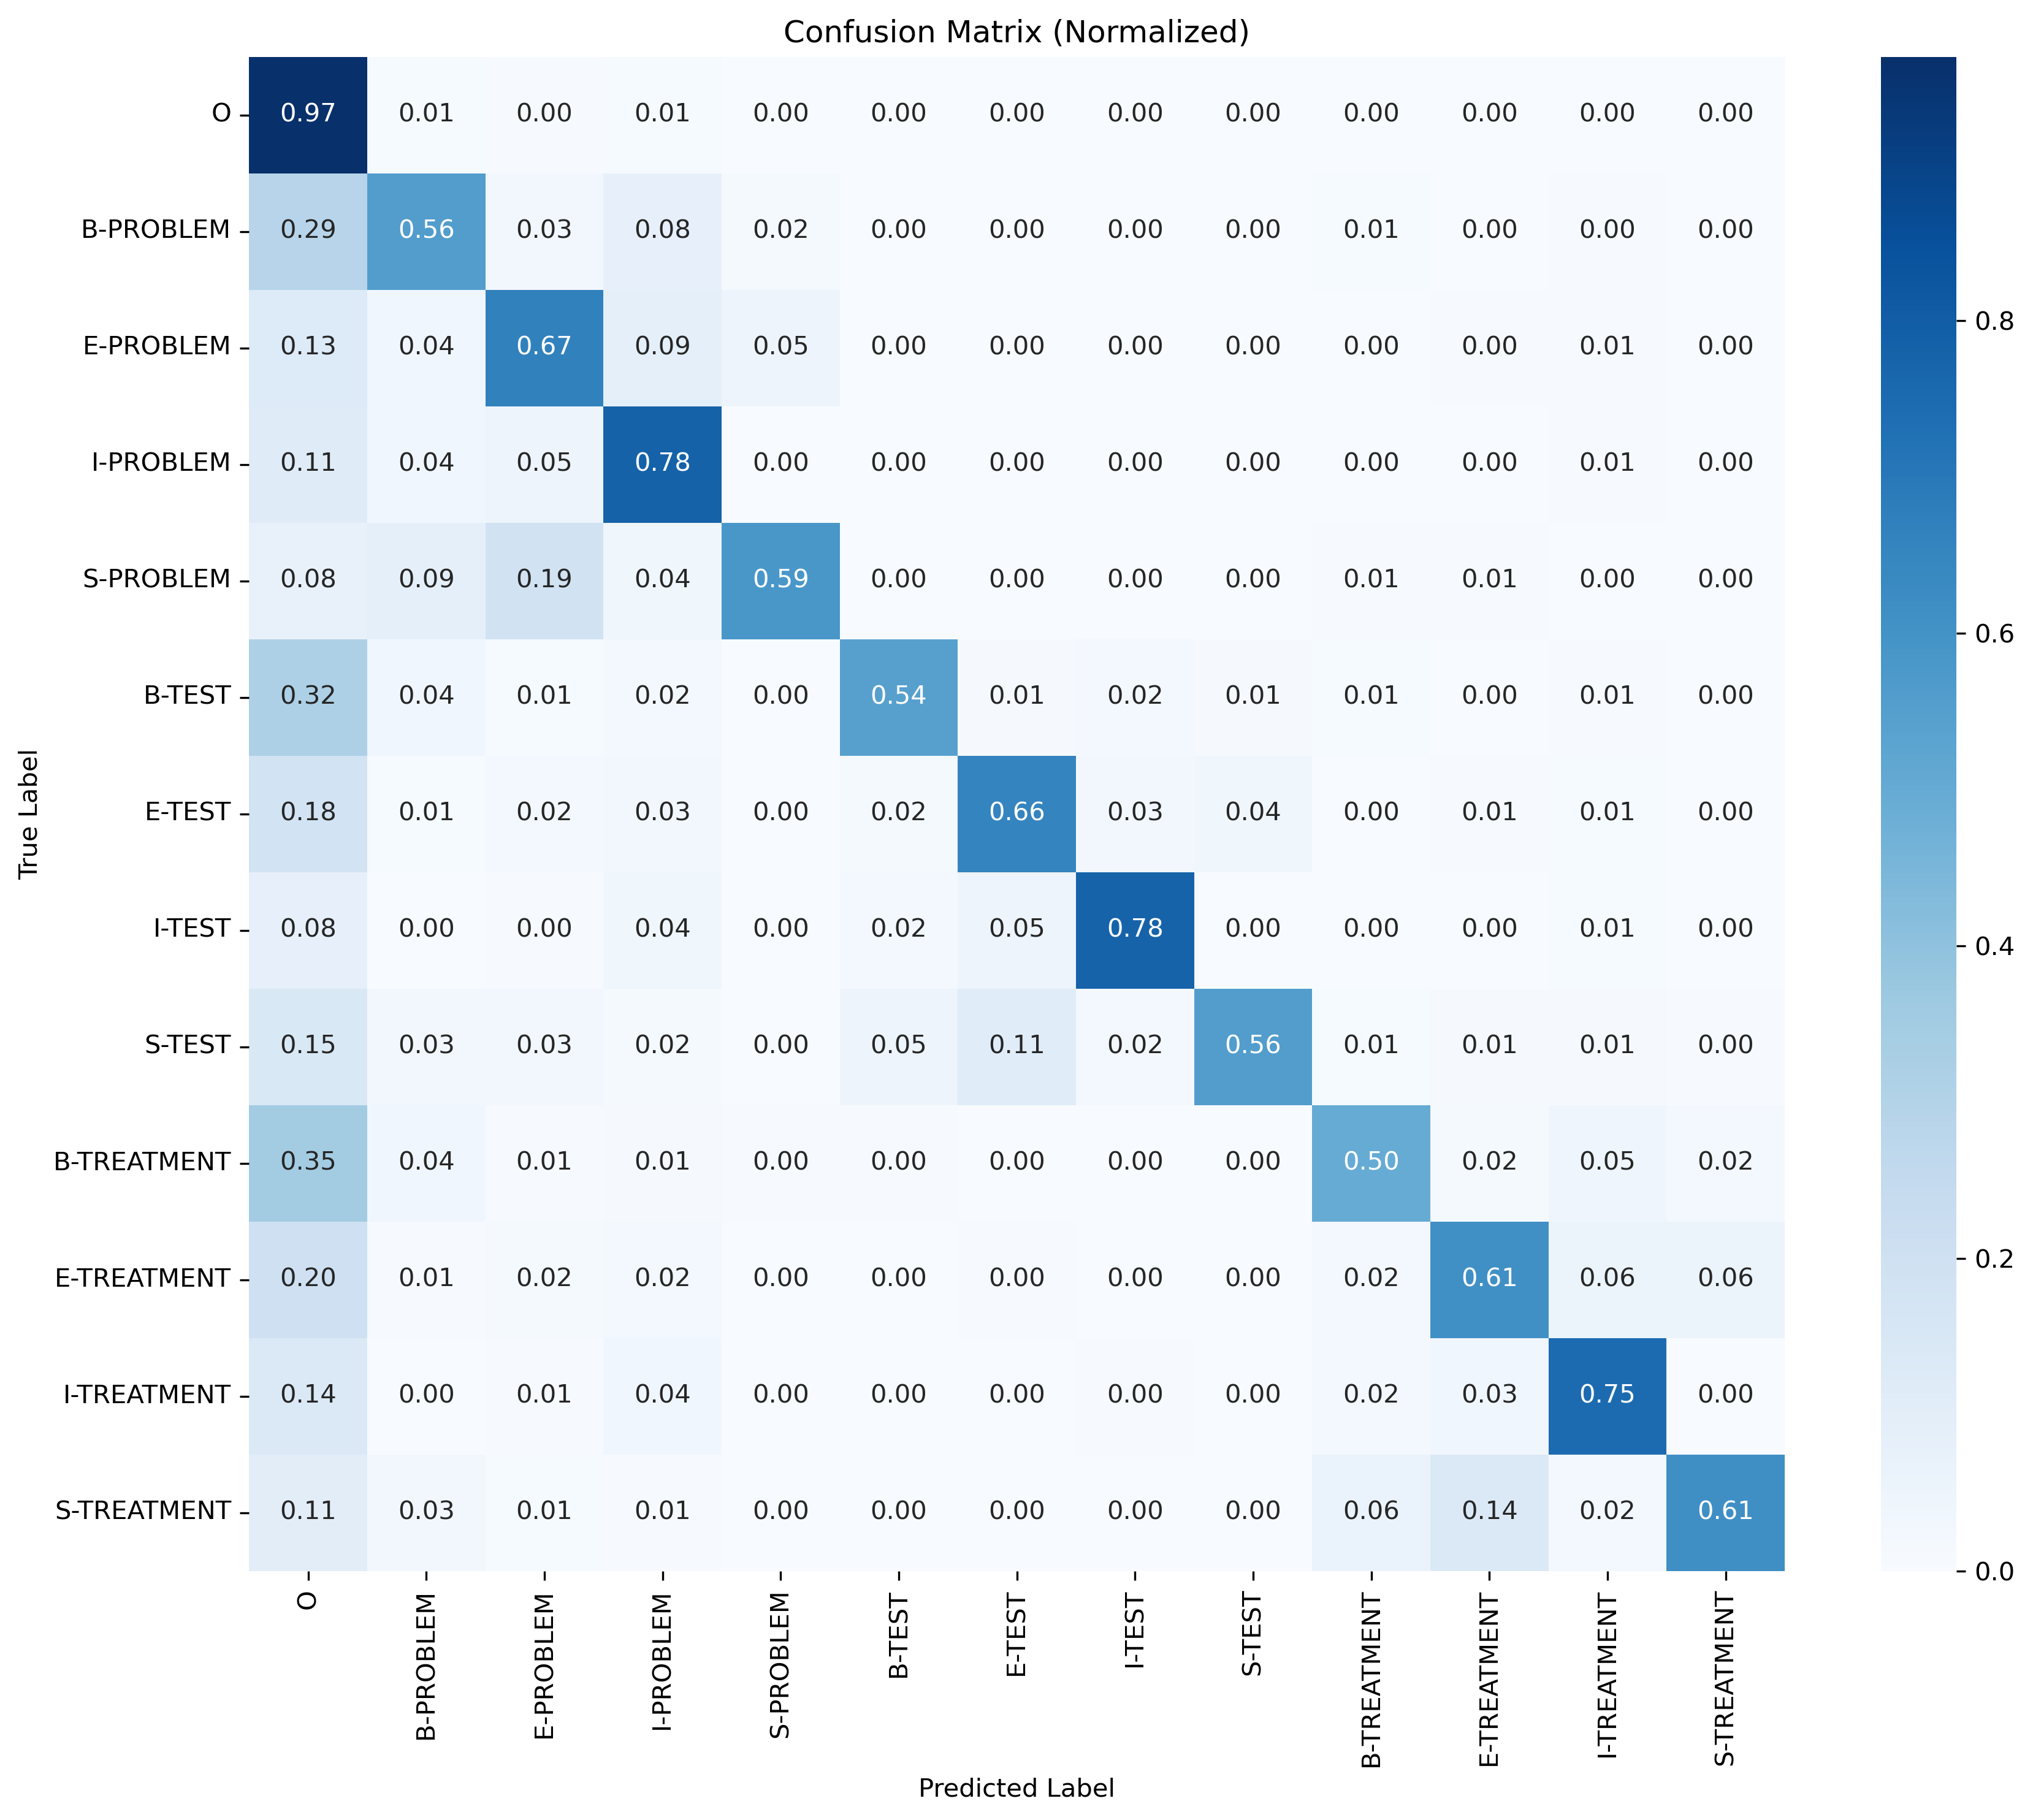 Confusion Matrix (Normalized)
O 0.97 0.01 0.00 0.01 0.00 0.00 0.00 0.00 0.00 0.00 0.00 0.00 0.00
B-PROBLEM 0.29 0.56 0.03 0.08 0.02 0.00 0.00 0.00 0.00 0.01 0.00 0.00 0.00
E-PROBLEM 0.13 0.04 0.67 0.09 0.05 0.00 0.00 0.00 0.00 0.00 0.00 0.01 0.00
I-PROBLEM 0.11 0.04 0.05 0.78 0.00 0.00 0.00 0.00 0.00 0.00 0.00 0.01 0.00
S-PROBLEM 0.08 0.09 0.19 0.04 0.59 0.00 0.00 0.00 0.00 0.01 0.01 0.00 0.00
B-TEST 0.32 0.04 0.01 0.02 0.00 0.54 0.01 0.02 0.01 0.01 0.00 0.01 0.00
E-TEST 0.18 0.01 0.02 0.03 0.00 0.02 0.66 0.03 0.04 0.00 0.01 0.01 0.00
I-TEST 0.08 0.00 0.00 0.04 0.00 0.02 0.05 0.78 0.00 0.00 0.00 0.01 0.00
S-TEST 0.15 0.03 0.03 0.02 0.00 0.05 0.11 0.02 0.56 0.01 0.01 0.01 0.00
B-TREATMENT 0.35 0.04 0.01 0.01 0.00 0.00 0.00 0.00 0.00 0.50 0.02 0.05 0.02
E-TREATMENT 0.20 0.01 0.02 0.02 0.00 0.00 0.00 0.00 0.00 0.02 0.61 0.06 0.06
I-TREATMENT 0.14 0.00 0.01 0.04 0.00 0.00 0.00 0.00 0.00 0.02 0.03 0.75 0.00
S-TREATMENT 0.11 0.03 0.01 0.01 0.00 0.00 0.00 0.00 0.00 0.06 0.14 0.02 0.61
O B-PROBLEM E-PROBLEM I-PROBLEM S-PROBLEM B-TEST E-TEST I-TEST S-TEST B-TREATMENT E-TREATMENT I-TREATMENT S-TREATMENT
Predicted Label
True Label
0.8
0.6
0.4
0.2
0.0